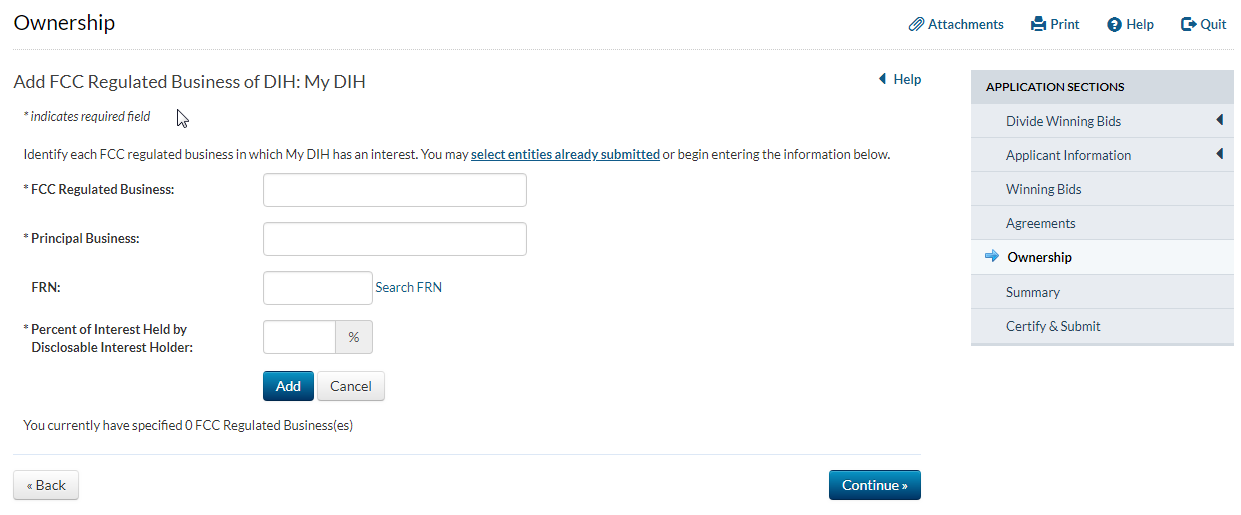 Ownership
Attachments
Print
Help
Quit
Add FCC Regulated Business of DIH: My DIH
Help
* indicates required field
Identify each FCC regulated business in which My DIH has an interest. You may select entities already submitted or begin entering the information below.
* FCC Regulated Business:
* Principal Business:
FRN:
Search FRN
* Percent of Interest Held by
Disclosable Interest Holder:
%
Add
Cancel
You currently have specified 0 FCC Regulated Business(es)
« Back
Continue »
APPLICATION SECTIONS
Divide Winning Bids
Applicant Information
Winning Bids
Agreements
Ownership
Summary
Certify & Submit